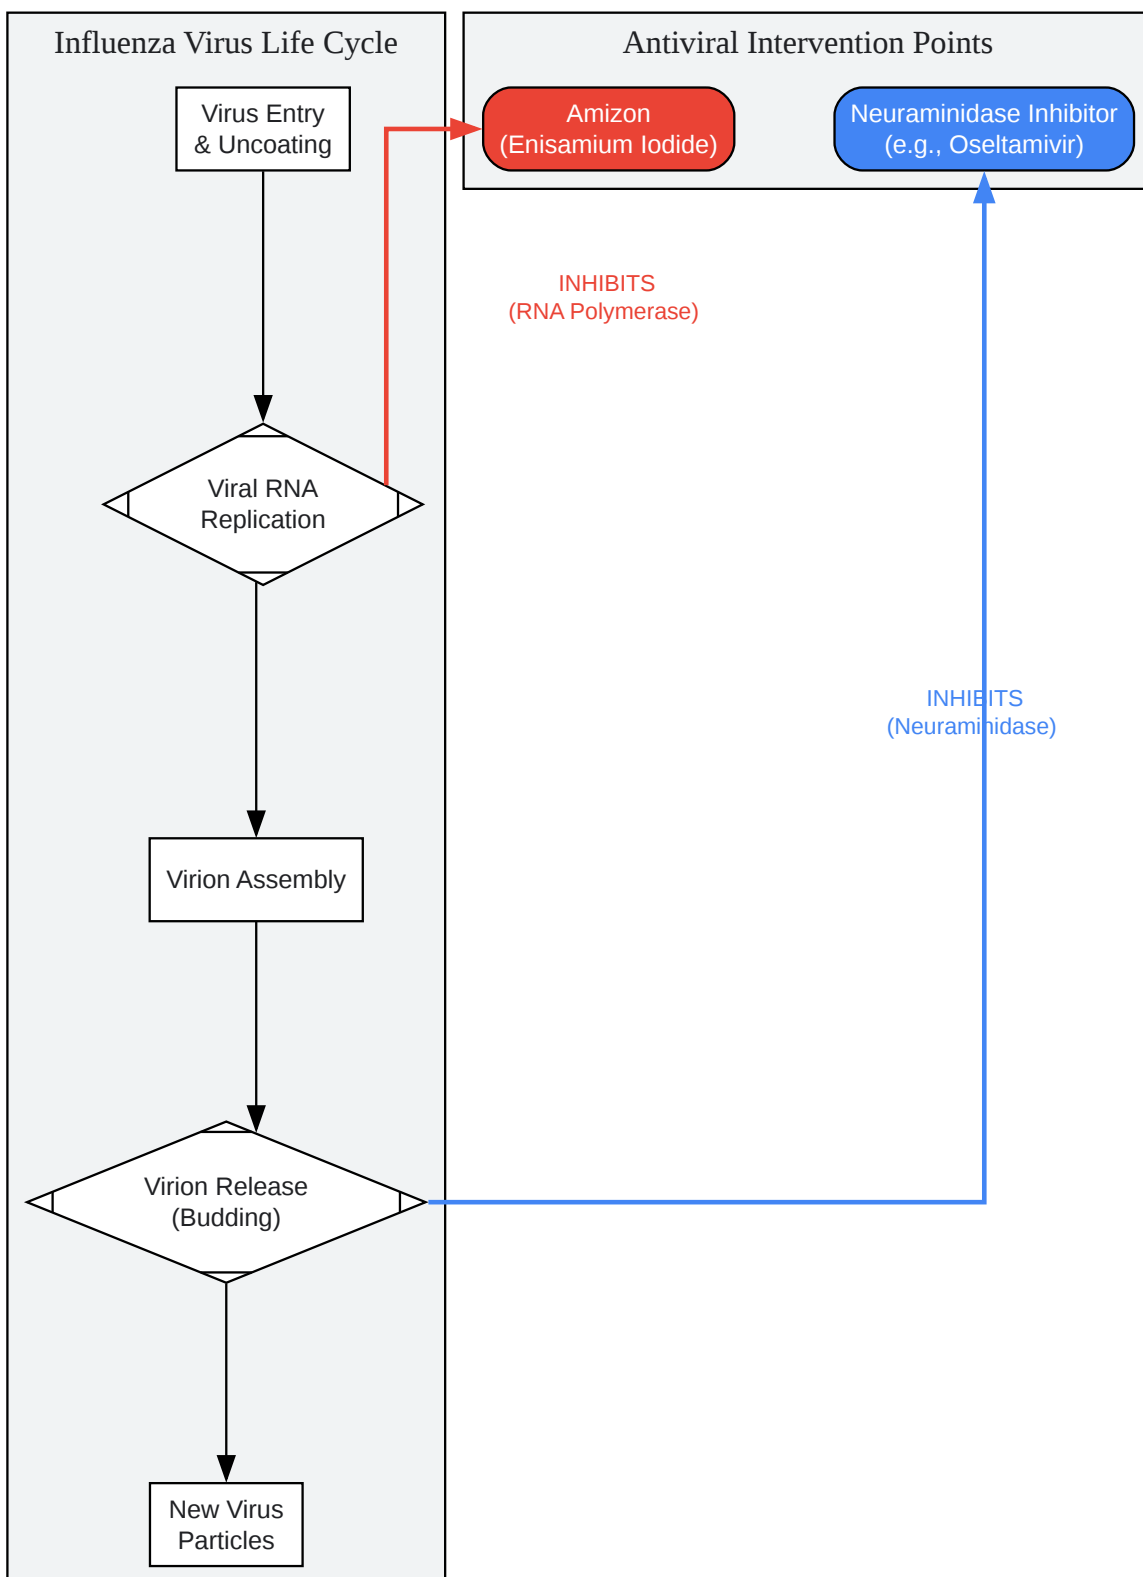 Influenza Virus Life Cycle
Virus Entry
& Uncoating
Viral RNA
Replication
Virion Assembly
Virion Release
(Budding)
New Virus
Particles
Antiviral Intervention Points
Amizon
(Enisamium Iodide)
Neuraminidase Inhibitor
(e.g., Oseltamivir)
INHIBITS
(RNA Polymerase)
INHIBITS
(Neuraminidase)